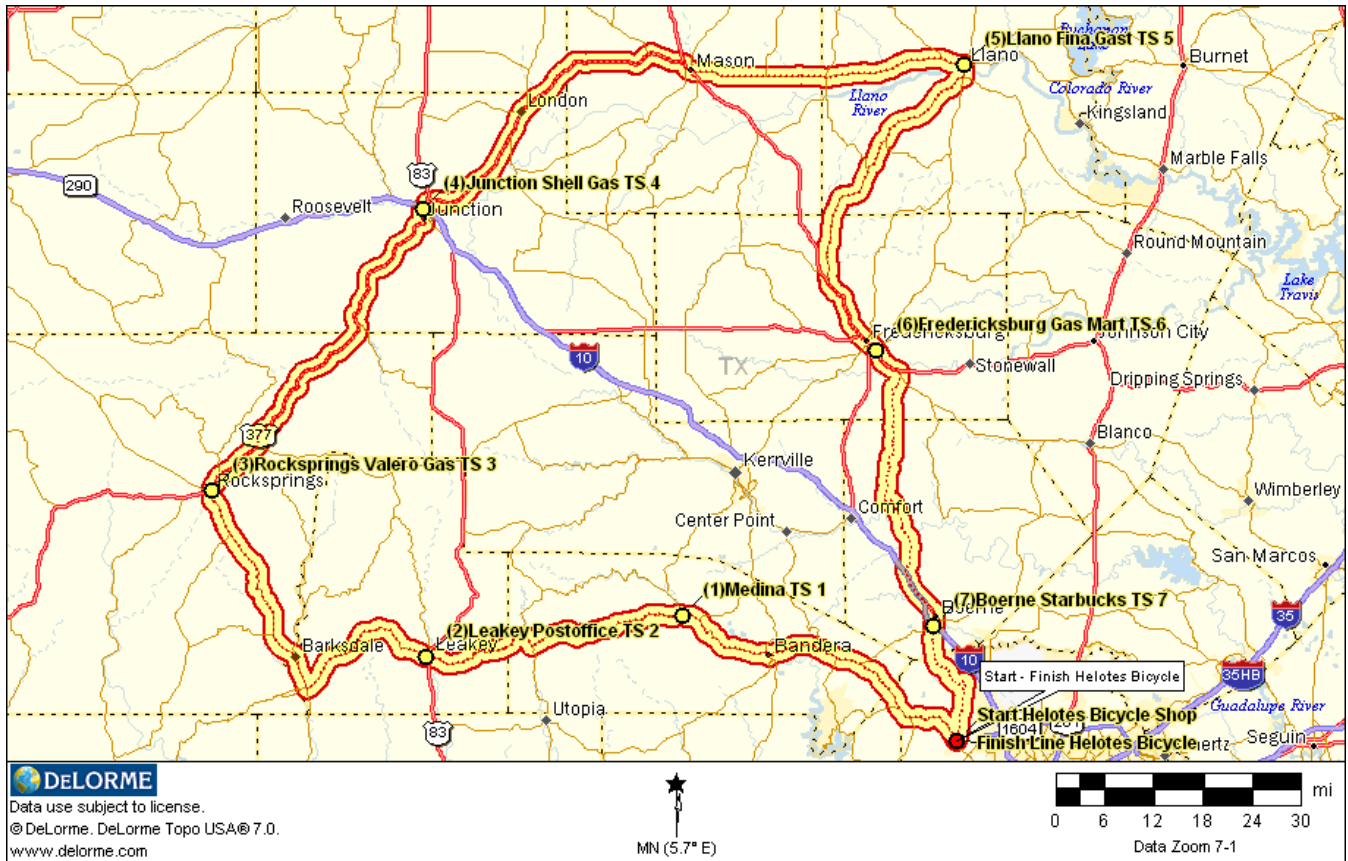 (5)Llano Fina Gast TS 5
Buchanan
Lake
Llano
Burnet
Mason
Colorado River
Llano
River
Kingsland
London
Marble Falls
83
(4)Junction Shell Gas TS 4
290
Roosevelt
Junction
Round Mountain
Lake
Travis
(6)Fredericksburg Gas Mart TS 6
Fredericksburg
Johnson City
10
TX
Stonewall
Dripping Springs
377
Blanco
(3)Rocksprings Valero Gas TS 3
Rocksprings
Kerrville
Wimberley
Comfort
Center Point
San Marcos
(1)Medina TS 1
(7)Boerne Starbucks TS 7
Boerne
35
(2)Leakey Postoffice TS 2
Barksdale
Leakey
Bandera
10
Start - Finish Helotes Bicycle
35HB
Utopia
Start Helotes Bicycle Shop
Guadalupe River
83
1604
281
Finish Line Helotes Bicycle
Seguin
DELORME
Data use subject to license.
© DeLorme. DeLorme Topo USA® 7.0.
www.delorme.com
MN (5.7° E)
mi
0 6 12 18 24 30
Data Zoom 7-1